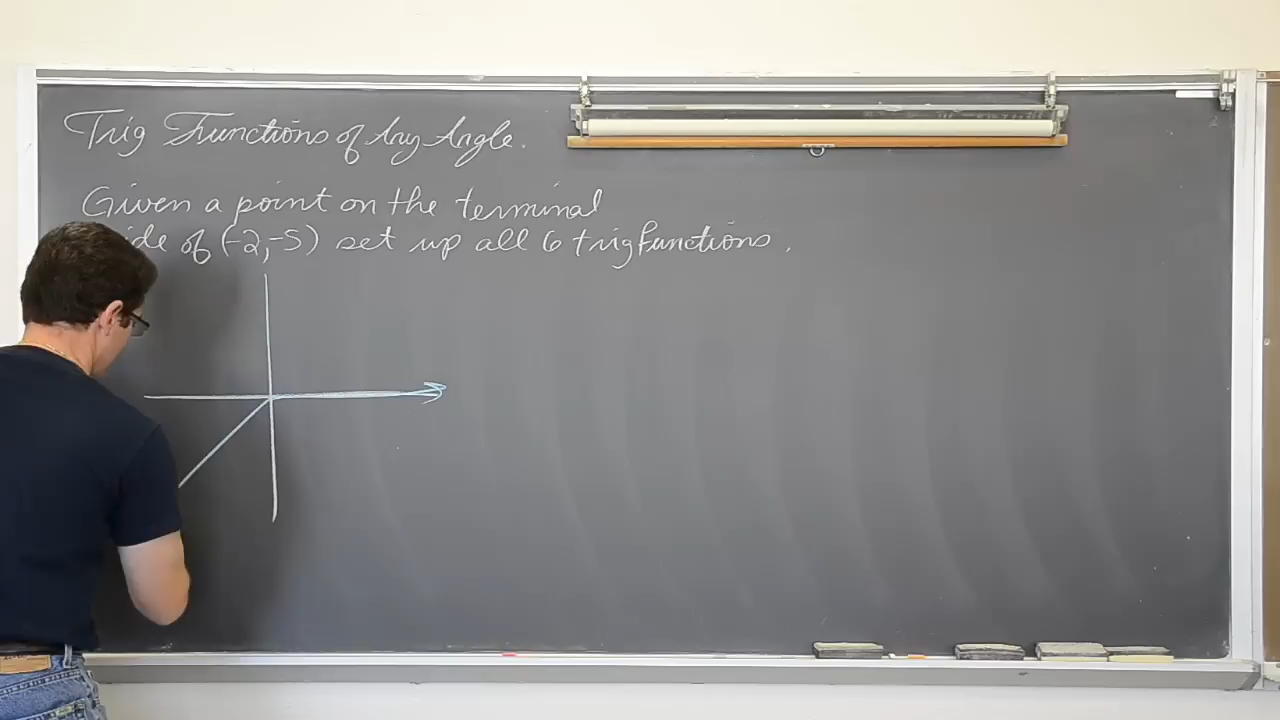 Trig Functions of Any Angle.
Given a point on the terminal
of (-2,-5) set up all 6 trig functions.